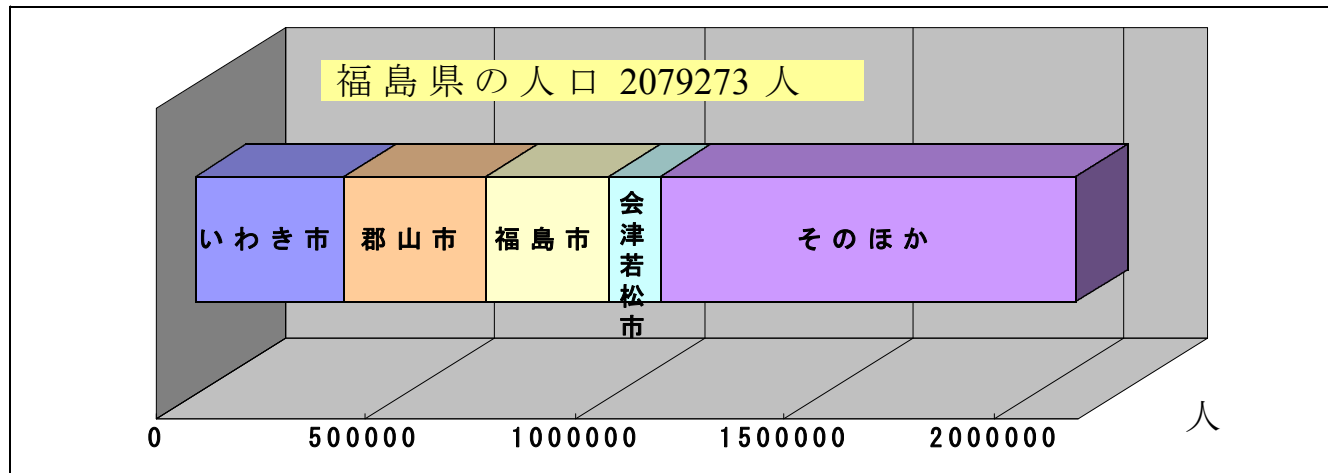 福島県の人口 2079273 人
いわき市
郡山市
福島市
会津若松市
そのほか
0
500000
1000000
1500000
2000000
人